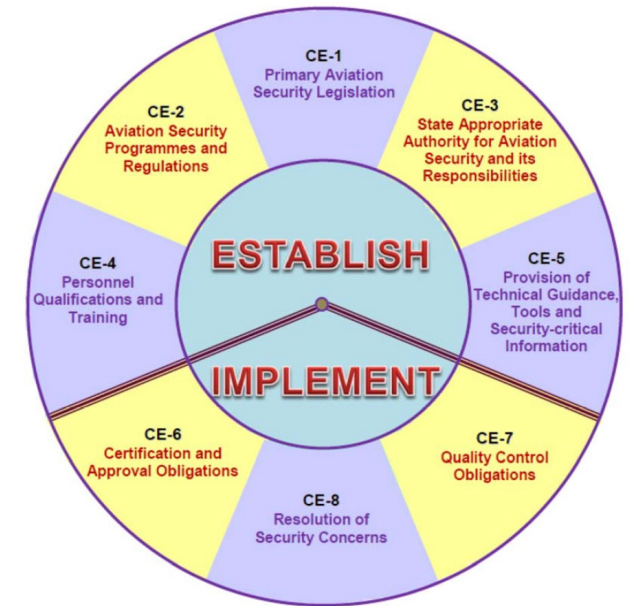 CE-1
Primary Aviation
Security Legislation
CE-2
Aviation Security
Programmes and
Regulations
CE-3
State Appropriate
Authority for Aviation
Security and its
Responsibilities
ESTABLISH
CE-4
Personnel
Qualifications and
Training
CE-5
Provision of
Technical Guidance,
Tools and
Security-critical
Information
IMPLEMENT
CE-6
Certification and
Approval Obligations
CE-7
Quality Control
Obligations
CE-8
Resolution of
Security Concerns